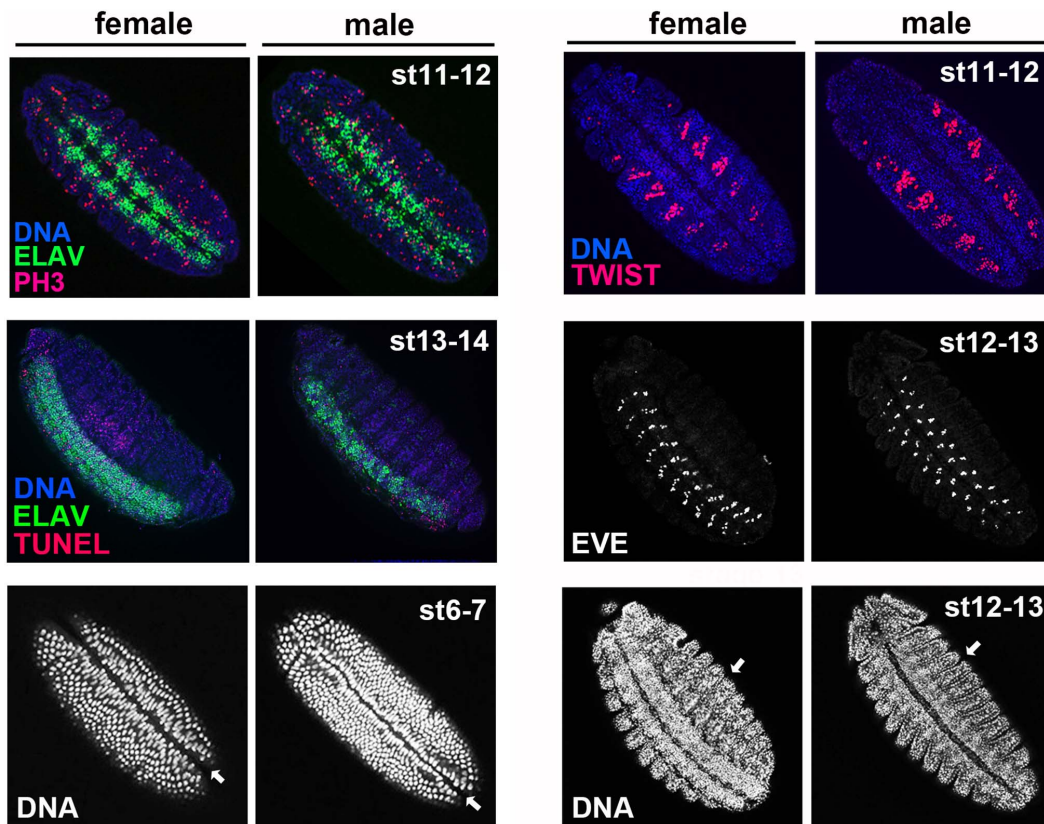 female
male
female
male
st11-12
DNA
ELAV
PH3
st11-12
DNA
TWIST
st13-14
DNA
ELAV
TUNEL
st12-13
EVE
st6-7
DNA
st12-13
DNA